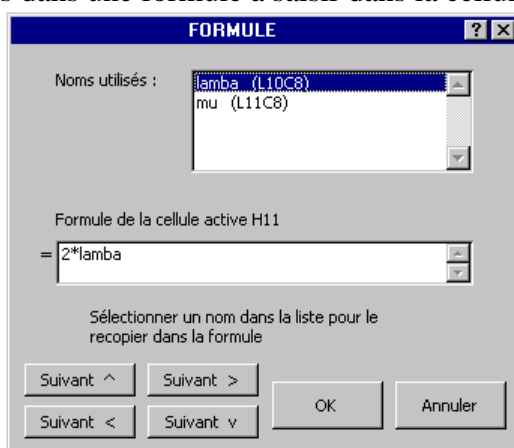 s dans une formule à saisir dans la cellul
FORMULE
Noms utilisés :
lamba (L10C8)
mu (L11C8)
Formule de la cellule active H11
= 2*lamba
Sélectionner un nom dans la liste pour le
recopier dans la formule
Suivant ^ Suivant >
OK Annuler
Suivant < Suivant v